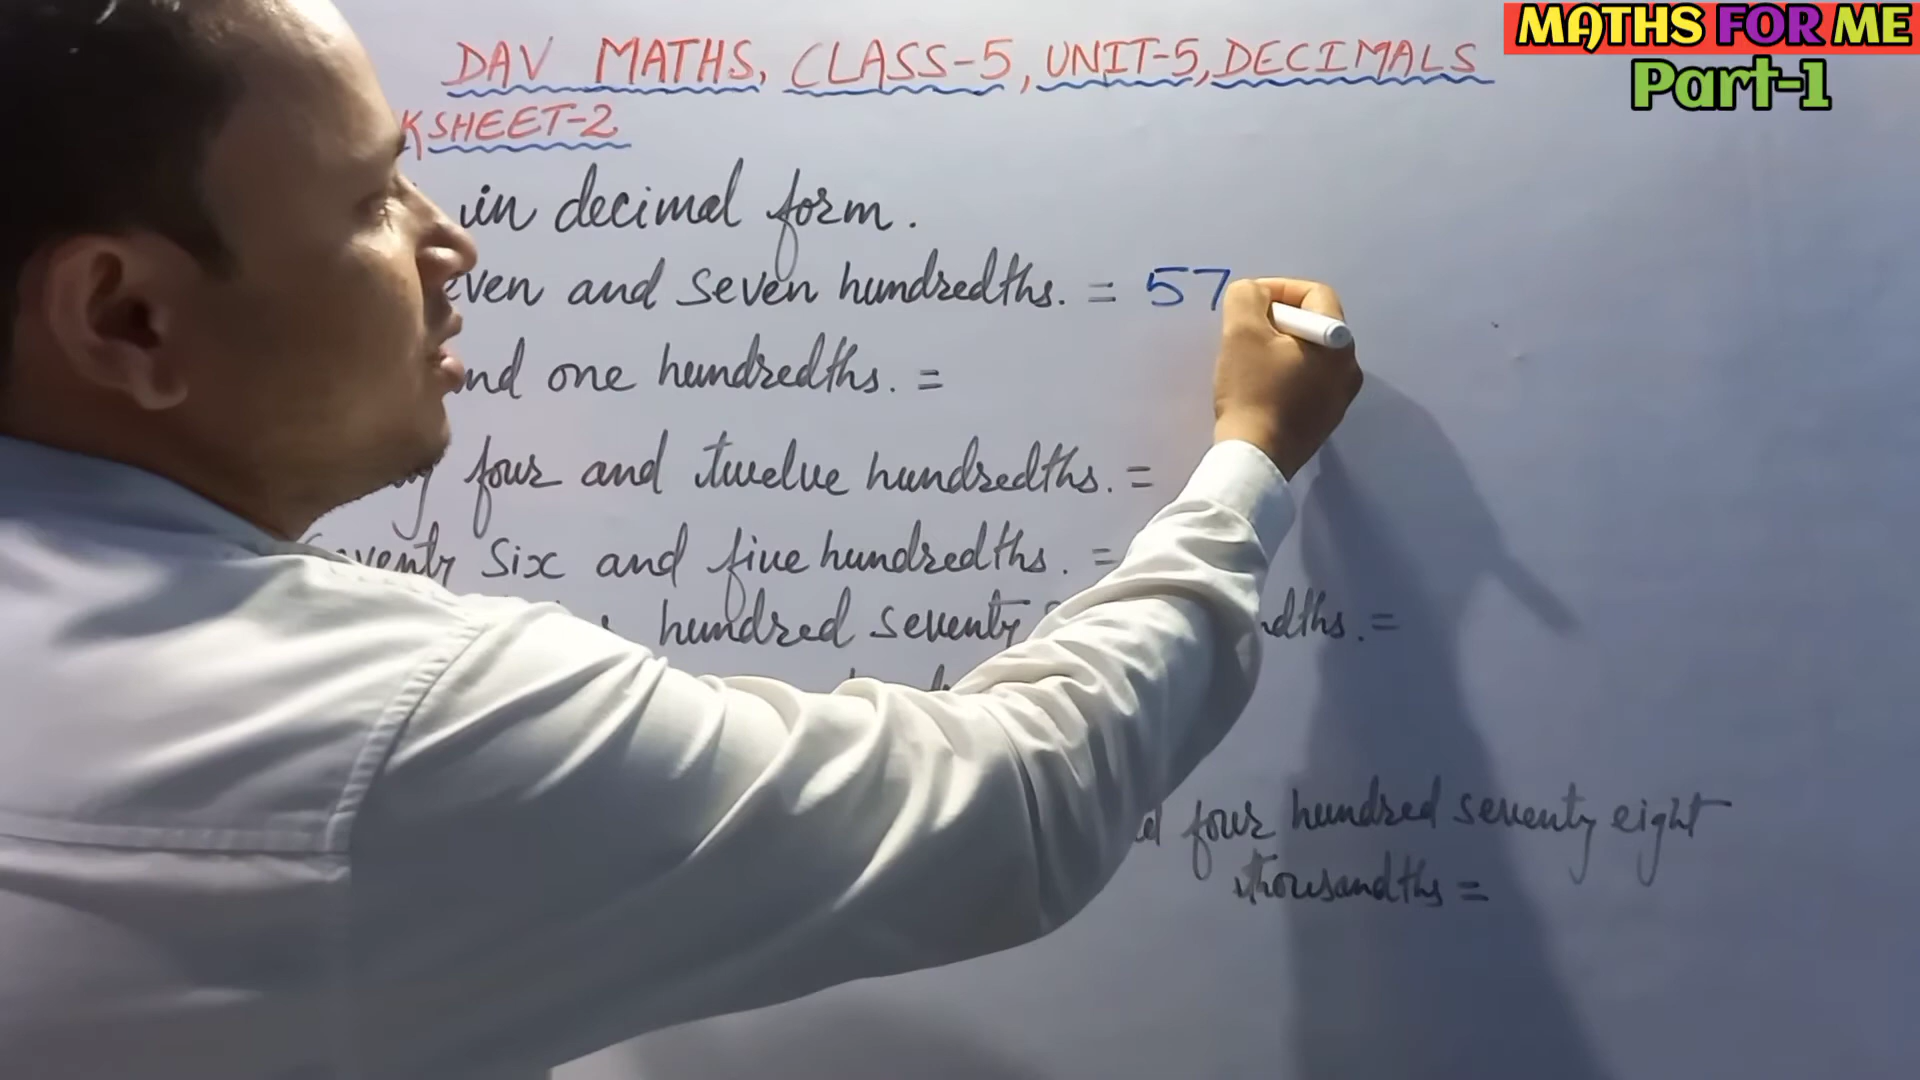 MATHS FOR ME
Part-1
DAV MATHS, CLASS-5, UNIT-5, DECIMALS
KSHEET-2
in decimal form.
even and seven hundredths. = 57
nd one hundredths. =
four and twelve hundredths. =
Seventy six and five hundredths. =
hundred seventy dths. =
four hundred seventy eight
thousandths =